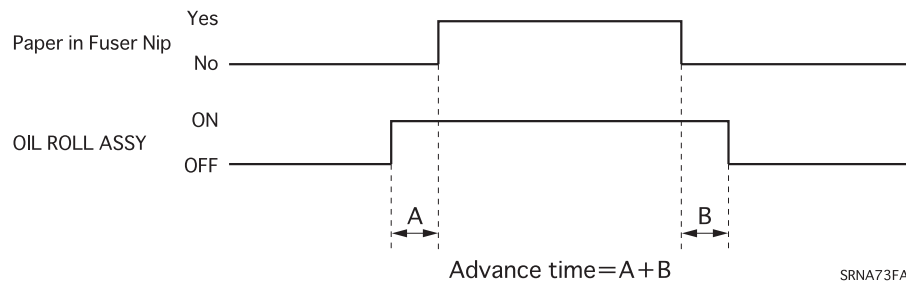 Yes
Paper in Fuser Nip
No
ON
OIL ROLL ASSY
OFF
A
B
Advance time=A+B
SRNA73FA